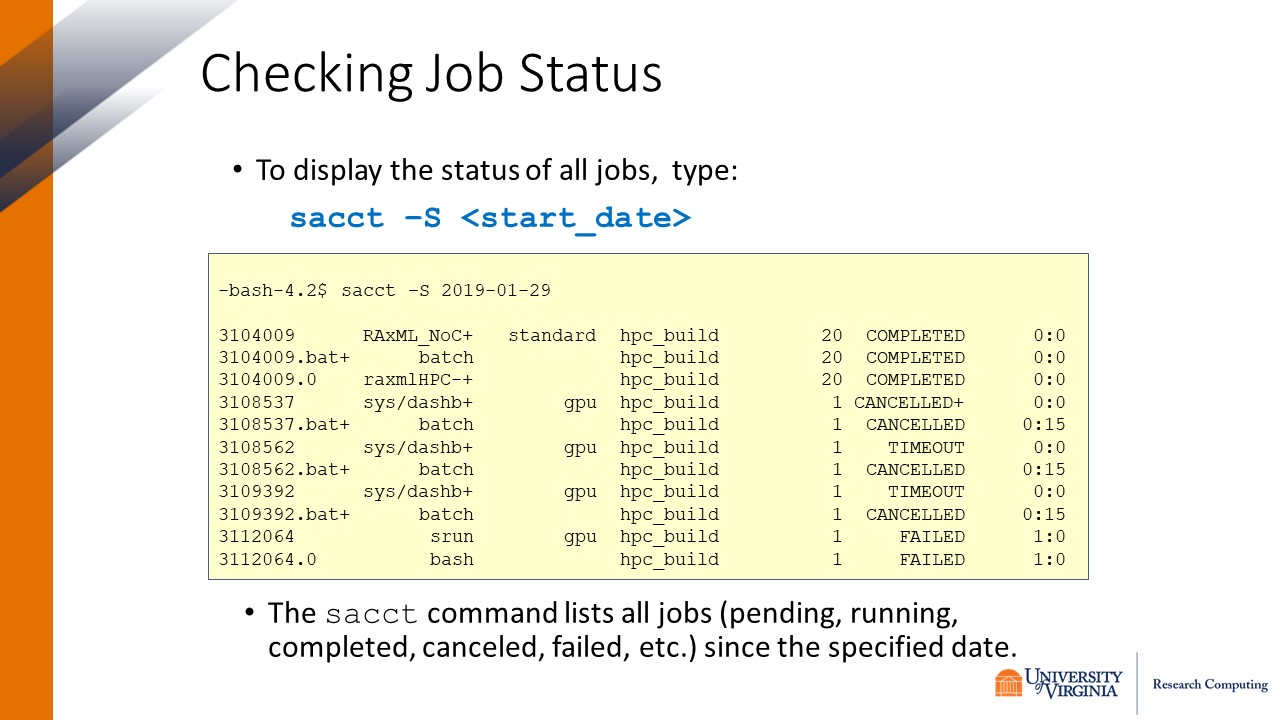 Checking Job Status
• To display the status of all jobs,  type:
sacct –S <start_date>
-bash-4.2$ sacct -S 2019-01-29
3104009      RAxML_NoC+   standard  hpc_build         20  COMPLETED      0:0
3104009.bat+      batch             hpc_build         20  COMPLETED      0:0
3104009.0    raxmlHPC-+             hpc_build         20  COMPLETED      0:0
3108537      sys/dashb+        gpu  hpc_build          1 CANCELLED+      0:0
3108537.bat+      batch             hpc_build          1  CANCELLED     0:15
3108562      sys/dashb+        gpu  hpc_build          1    TIMEOUT      0:0
3108562.bat+      batch             hpc_build          1  CANCELLED     0:15
3109392      sys/dashb+        gpu  hpc_build          1    TIMEOUT      0:0
3109392.bat+      batch             hpc_build          1  CANCELLED     0:15
3112064            srun        gpu  hpc_build          1     FAILED      1:0
3112064.0          bash             hpc_build          1     FAILED      1:0
• The sacct command lists all jobs (pending, running,
completed, canceled, failed, etc.) since the specified date.
UNIVERSITY
of VIRGINIA
Research Computing